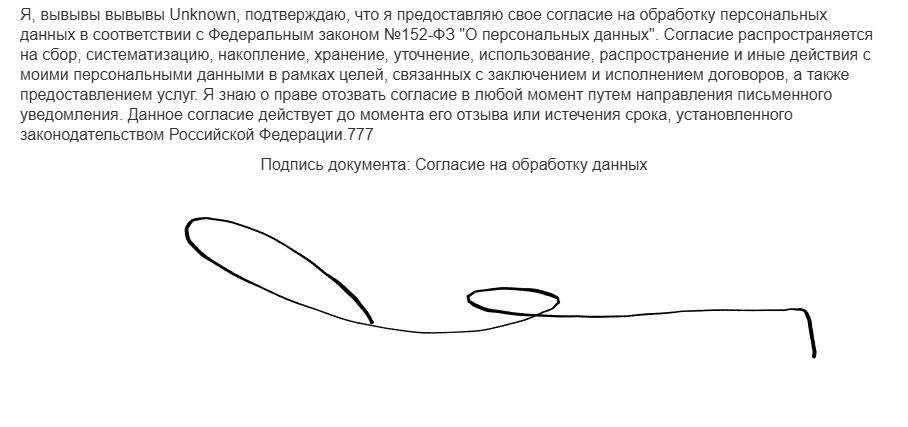 Я, вывывы вывывы Unknown, подтверждаю, что я предоставляю свое согласие на обработку персональных
данных в соответствии с Федеральным законом №152-ФЗ "О персональных данных". Согласие распространяется
на сбор, систематизацию, накопление, хранение, уточнение, использование, распространение и иные действия с
моими персональными данными в рамках целей, связанных с заключением и исполнением договоров, а также
предоставлением услуг. Я знаю о праве отозвать согласие в любой момент путем направления письменного
уведомления. Данное согласие действует до момента его отзыва или истечения срока, установленного
законодательством Российской Федерации.777
Подпись документа: Согласие на обработку данных